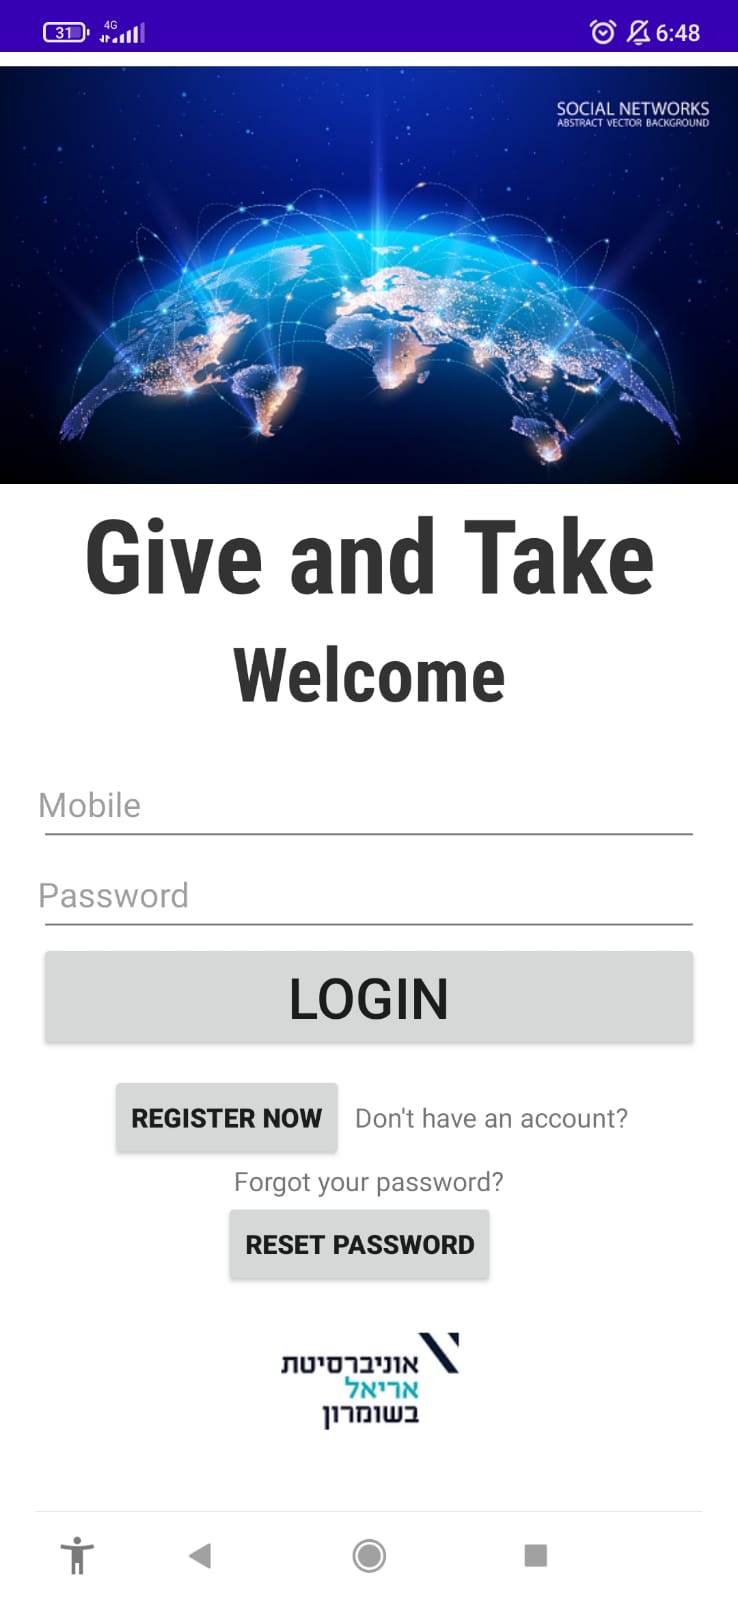 31 4G 6:48
SOCIAL NETWORKS
ABSTRACT VECTOR BACKGROUND
Give and Take
Welcome
Mobile
Password
LOGIN
REGISTER NOW Don't have an account?
Forgot your password?
RESET PASSWORD
אוניברסיטת
אריאל
בשומרון